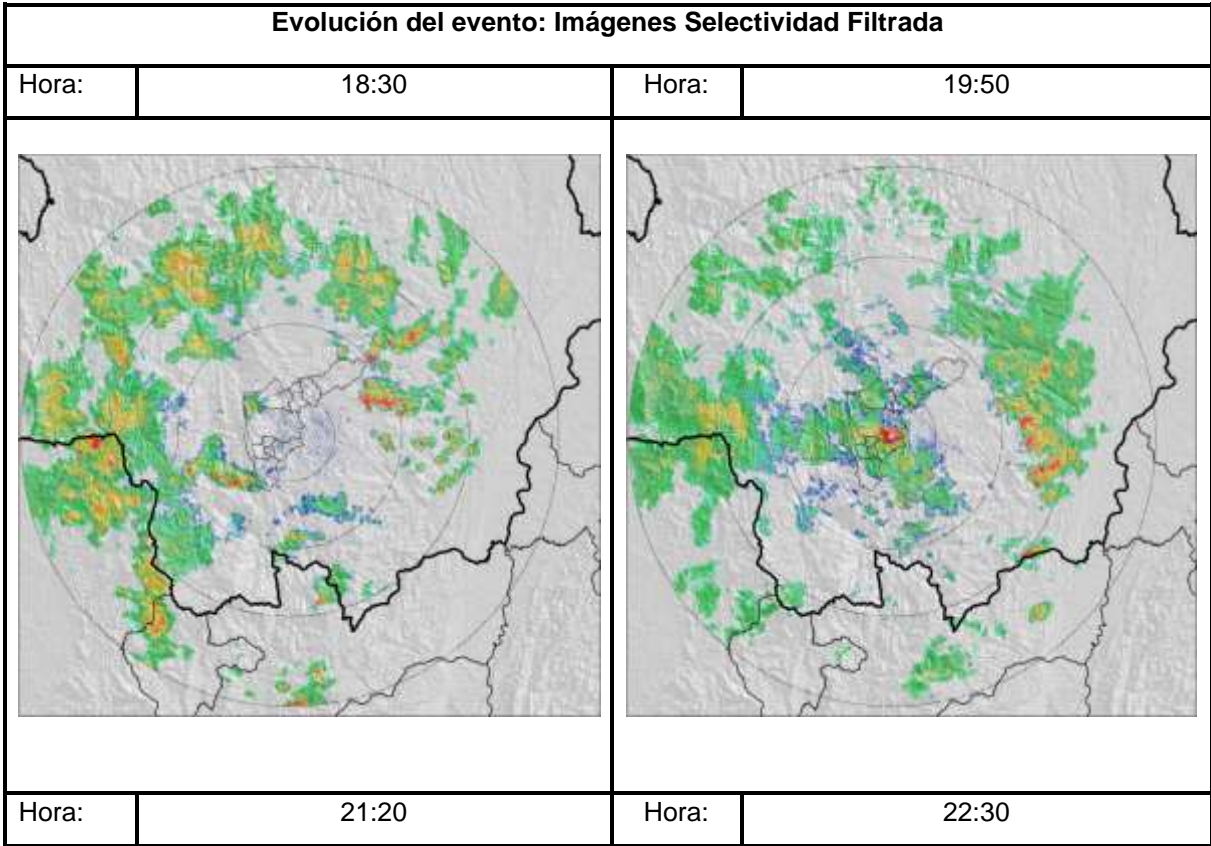 Evolución del evento: Imágenes Selectividad Filtrada
Hora: 18:30 Hora: 19:50
Hora: 21:20 Hora: 22:30